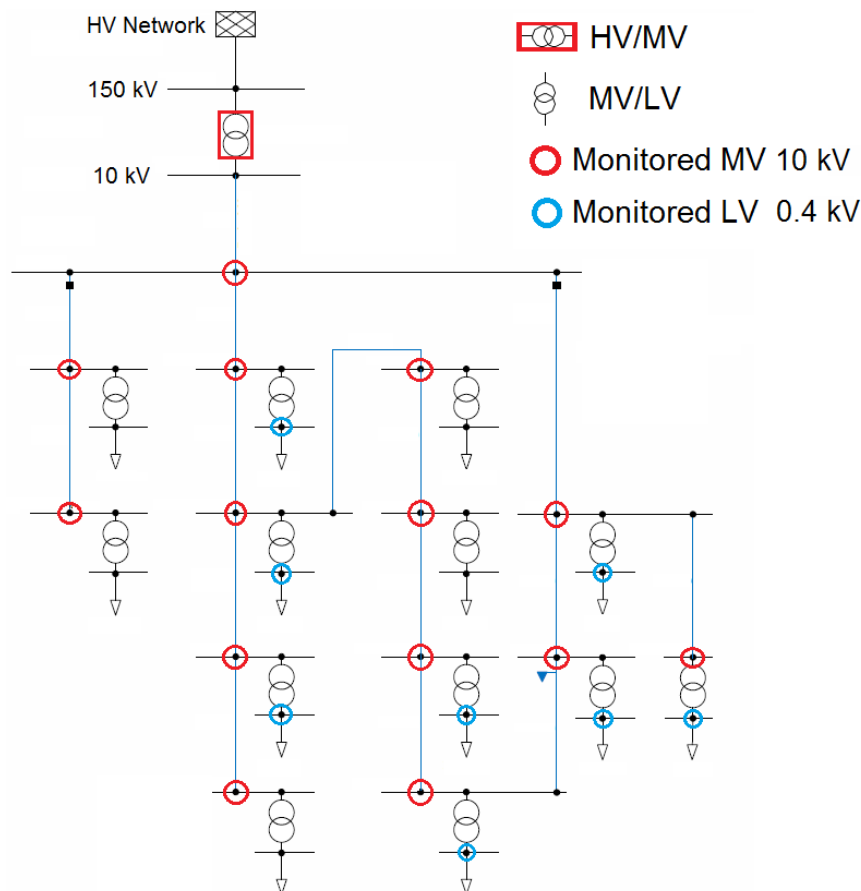 HV Network
150 kV
10 kV
HV/MV
MV/LV
Monitored MV 10 kV
Monitored LV 0.4 kV